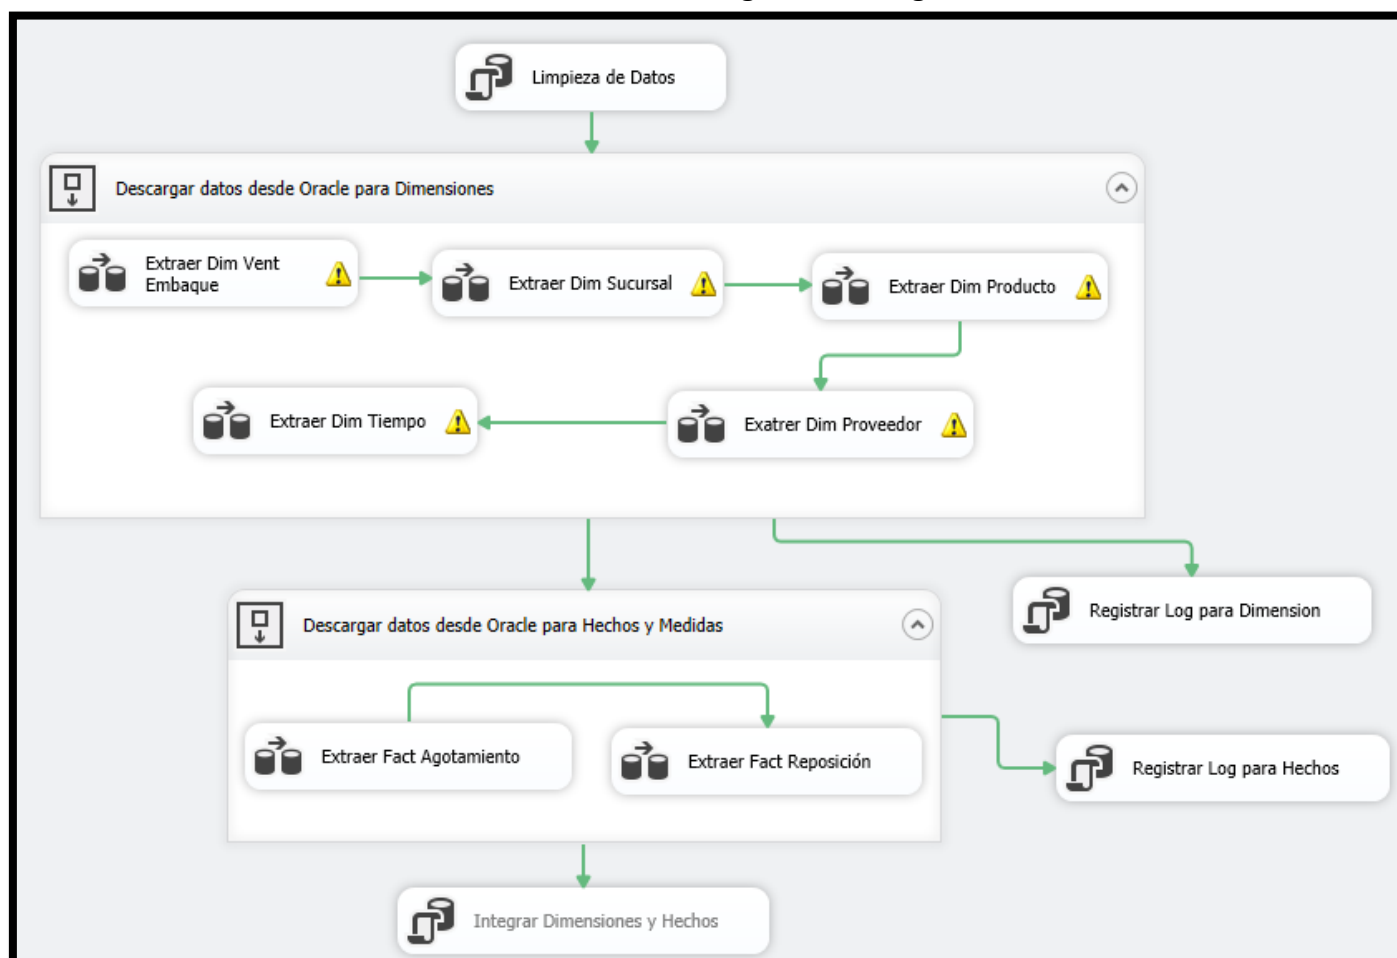 Limpieza de Datos
Descargar datos desde Oracle para Dimensiones
Extraer Dim Vent
Embaque
Extraer Dim Sucursal
Extraer Dim Producto
Extraer Dim Tiempo
Exatrer Dim Proveedor
Registrar Log para Dimension
Descargar datos desde Oracle para Hechos y Medidas
Extraer Fact Agotamiento
Extraer Fact Reposición
Registrar Log para Hechos
Integrar Dimensiones y Hechos